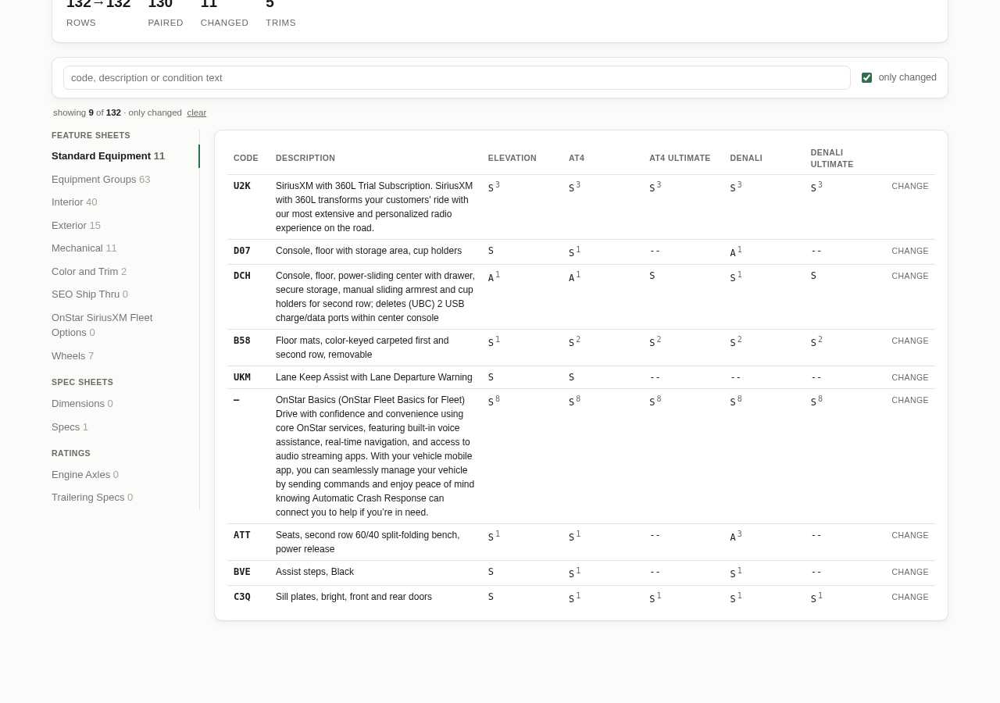 132→132 130 11 5
ROWS PAIRED CHANGED TRIMS
code, description or condition text
only changed
showing 9 of 132 · only changed clear
FEATURE SHEETS
Standard Equipment 11
Equipment Groups 63
Interior 40
Exterior 15
Mechanical 11
Color and Trim 2
SEO Ship Thru 0
OnStar SiriusXM Fleet
Options 0
Wheels 7
SPEC SHEETS
Dimensions 0
Specs 1
RATINGS
Engine Axles 0
Trailering Specs 0
CODE DESCRIPTION ELEVATION AT4 AT4 ULTIMATE DENALI DENALI
ULTIMATE
U2K SiriusXM with 360L Trial Subscription. SiriusXM S 3 S 3 S 3 S 3 S 3 CHANGE
with 360L transforms your customers' ride with
our most extensive and personalized radio
experience on the road.
D07 Console, floor with storage area, cup holders S S 1 -- A 1 -- CHANGE
DCH Console, floor, power-sliding center with drawer, A 1 A 1 S S 1 S CHANGE
secure storage, manual sliding armrest and cup
holders for second row; deletes (UBC) 2 USB
charge/data ports within center console
B58 Floor mats, color-keyed carpeted first and S 1 S 2 S 2 S 2 S 2 CHANGE
second row, removable
UKM Lane Keep Assist with Lane Departure Warning S S -- -- -- CHANGE
— OnStar Basics (OnStar Fleet Basics for Fleet) S 8 S 8 S 8 S 8 S 8 CHANGE
Drive with confidence and convenience using
core OnStar services, featuring built-in voice
assistance, real-time navigation, and access to
audio streaming apps. With your vehicle mobile
app, you can seamlessly manage your vehicle
by sending commands and enjoy peace of mind
knowing Automatic Crash Response can
connect you to help if you're in need.
ATT Seats, second row 60/40 split-folding bench, S 1 S 1 -- A 3 -- CHANGE
power release
BVE Assist steps, Black S S 1 -- S 1 -- CHANGE
C3Q Sill plates, bright, front and rear doors S S 1 S 1 S 1 S 1 CHANGE